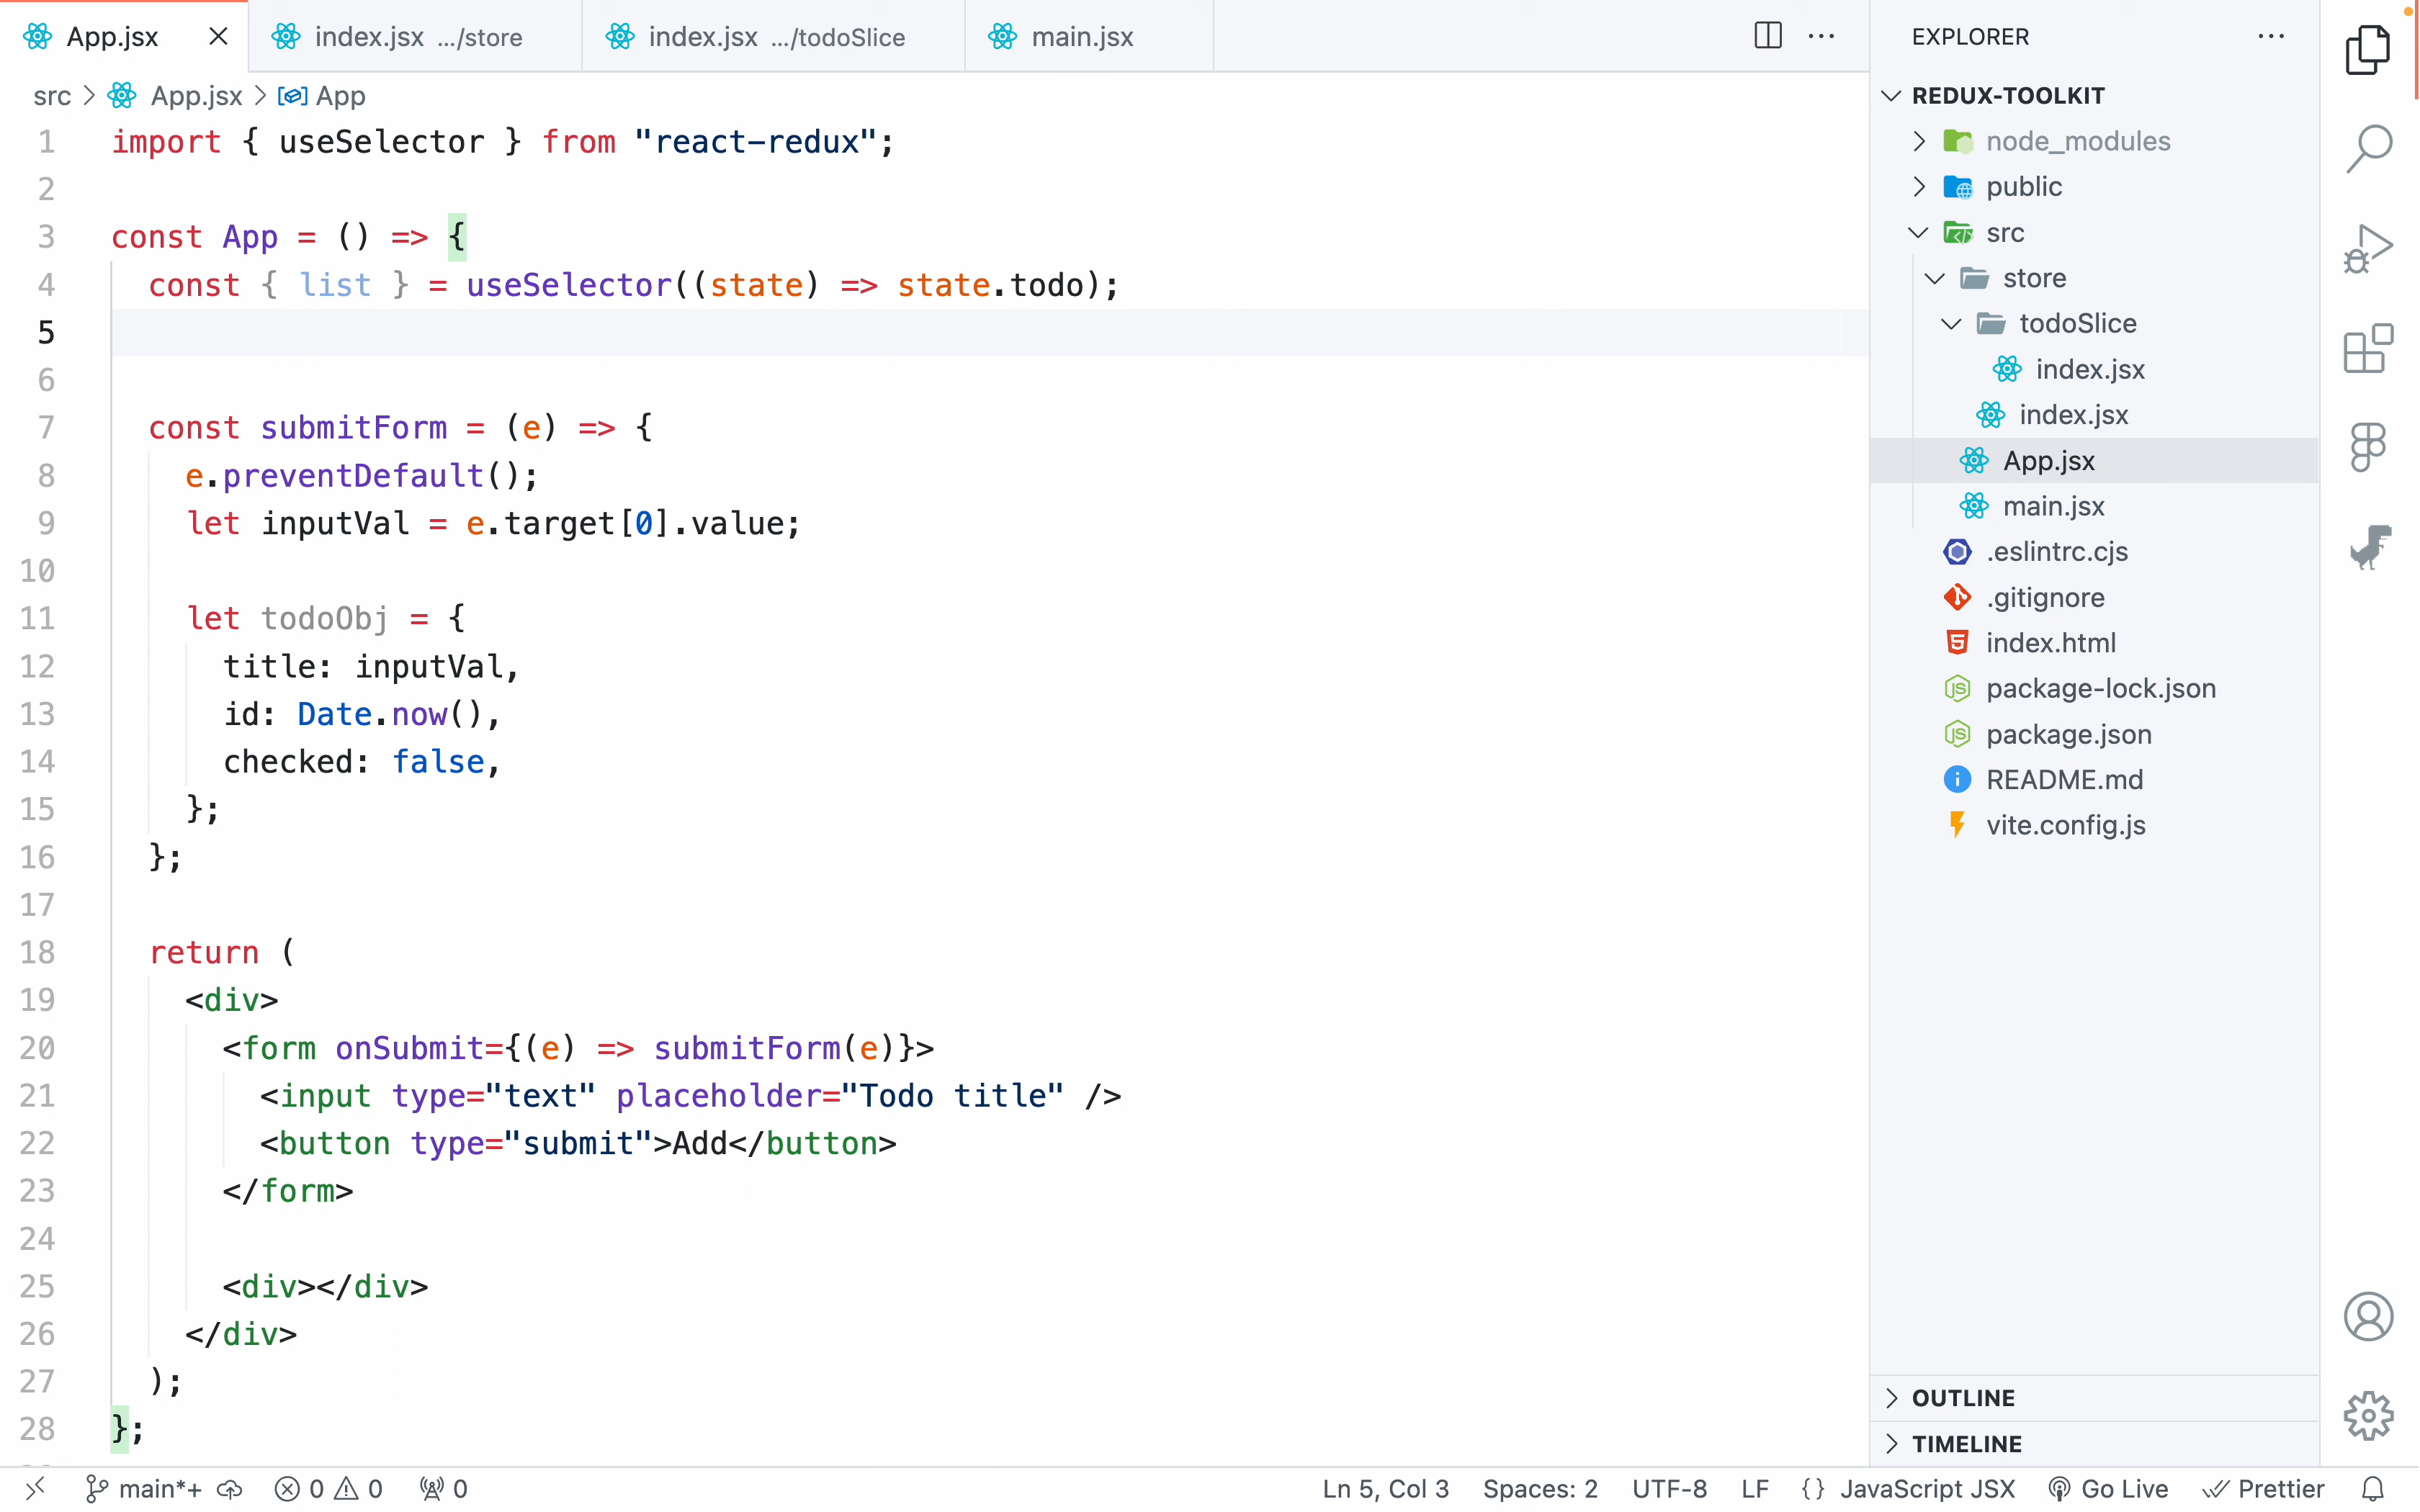 App.jsx
index.jsx .../store
index.jsx .../todoSlice
main.jsx
src > App.jsx > App
1 import { useSelector } from "react-redux";
2
3 const App = () => {
4 const { list } = useSelector((state) => state.todo);
5
6
7 const submitForm = (e) => {
8 e.preventDefault();
9 let inputVal = e.target[0].value;
10
11 let todoObj = {
12 title: inputVal,
13 id: Date.now(),
14 checked: false,
15 };
16 };
17
18 return (
19 <div>
20 <form onSubmit={(e) => submitForm(e)}>
21 <input type="text" placeholder="Todo title" />
22 <button type="submit">Add</button>
23 </form>
24
25 <div></div>
26 </div>
27 );
28 };
EXPLORER
REDUX-TOOLKIT
node_modules
public
src
store
todoSlice
index.jsx
index.jsx
App.jsx
main.jsx
.eslintrc.cjs
.gitignore
index.html
package-lock.json
package.json
README.md
vite.config.js
OUTLINE
TIMELINE
main*+ 0 0 0 Ln 5, Col 3 Spaces: 2 UTF-8 LF {} JavaScript JSX Go Live Prettier